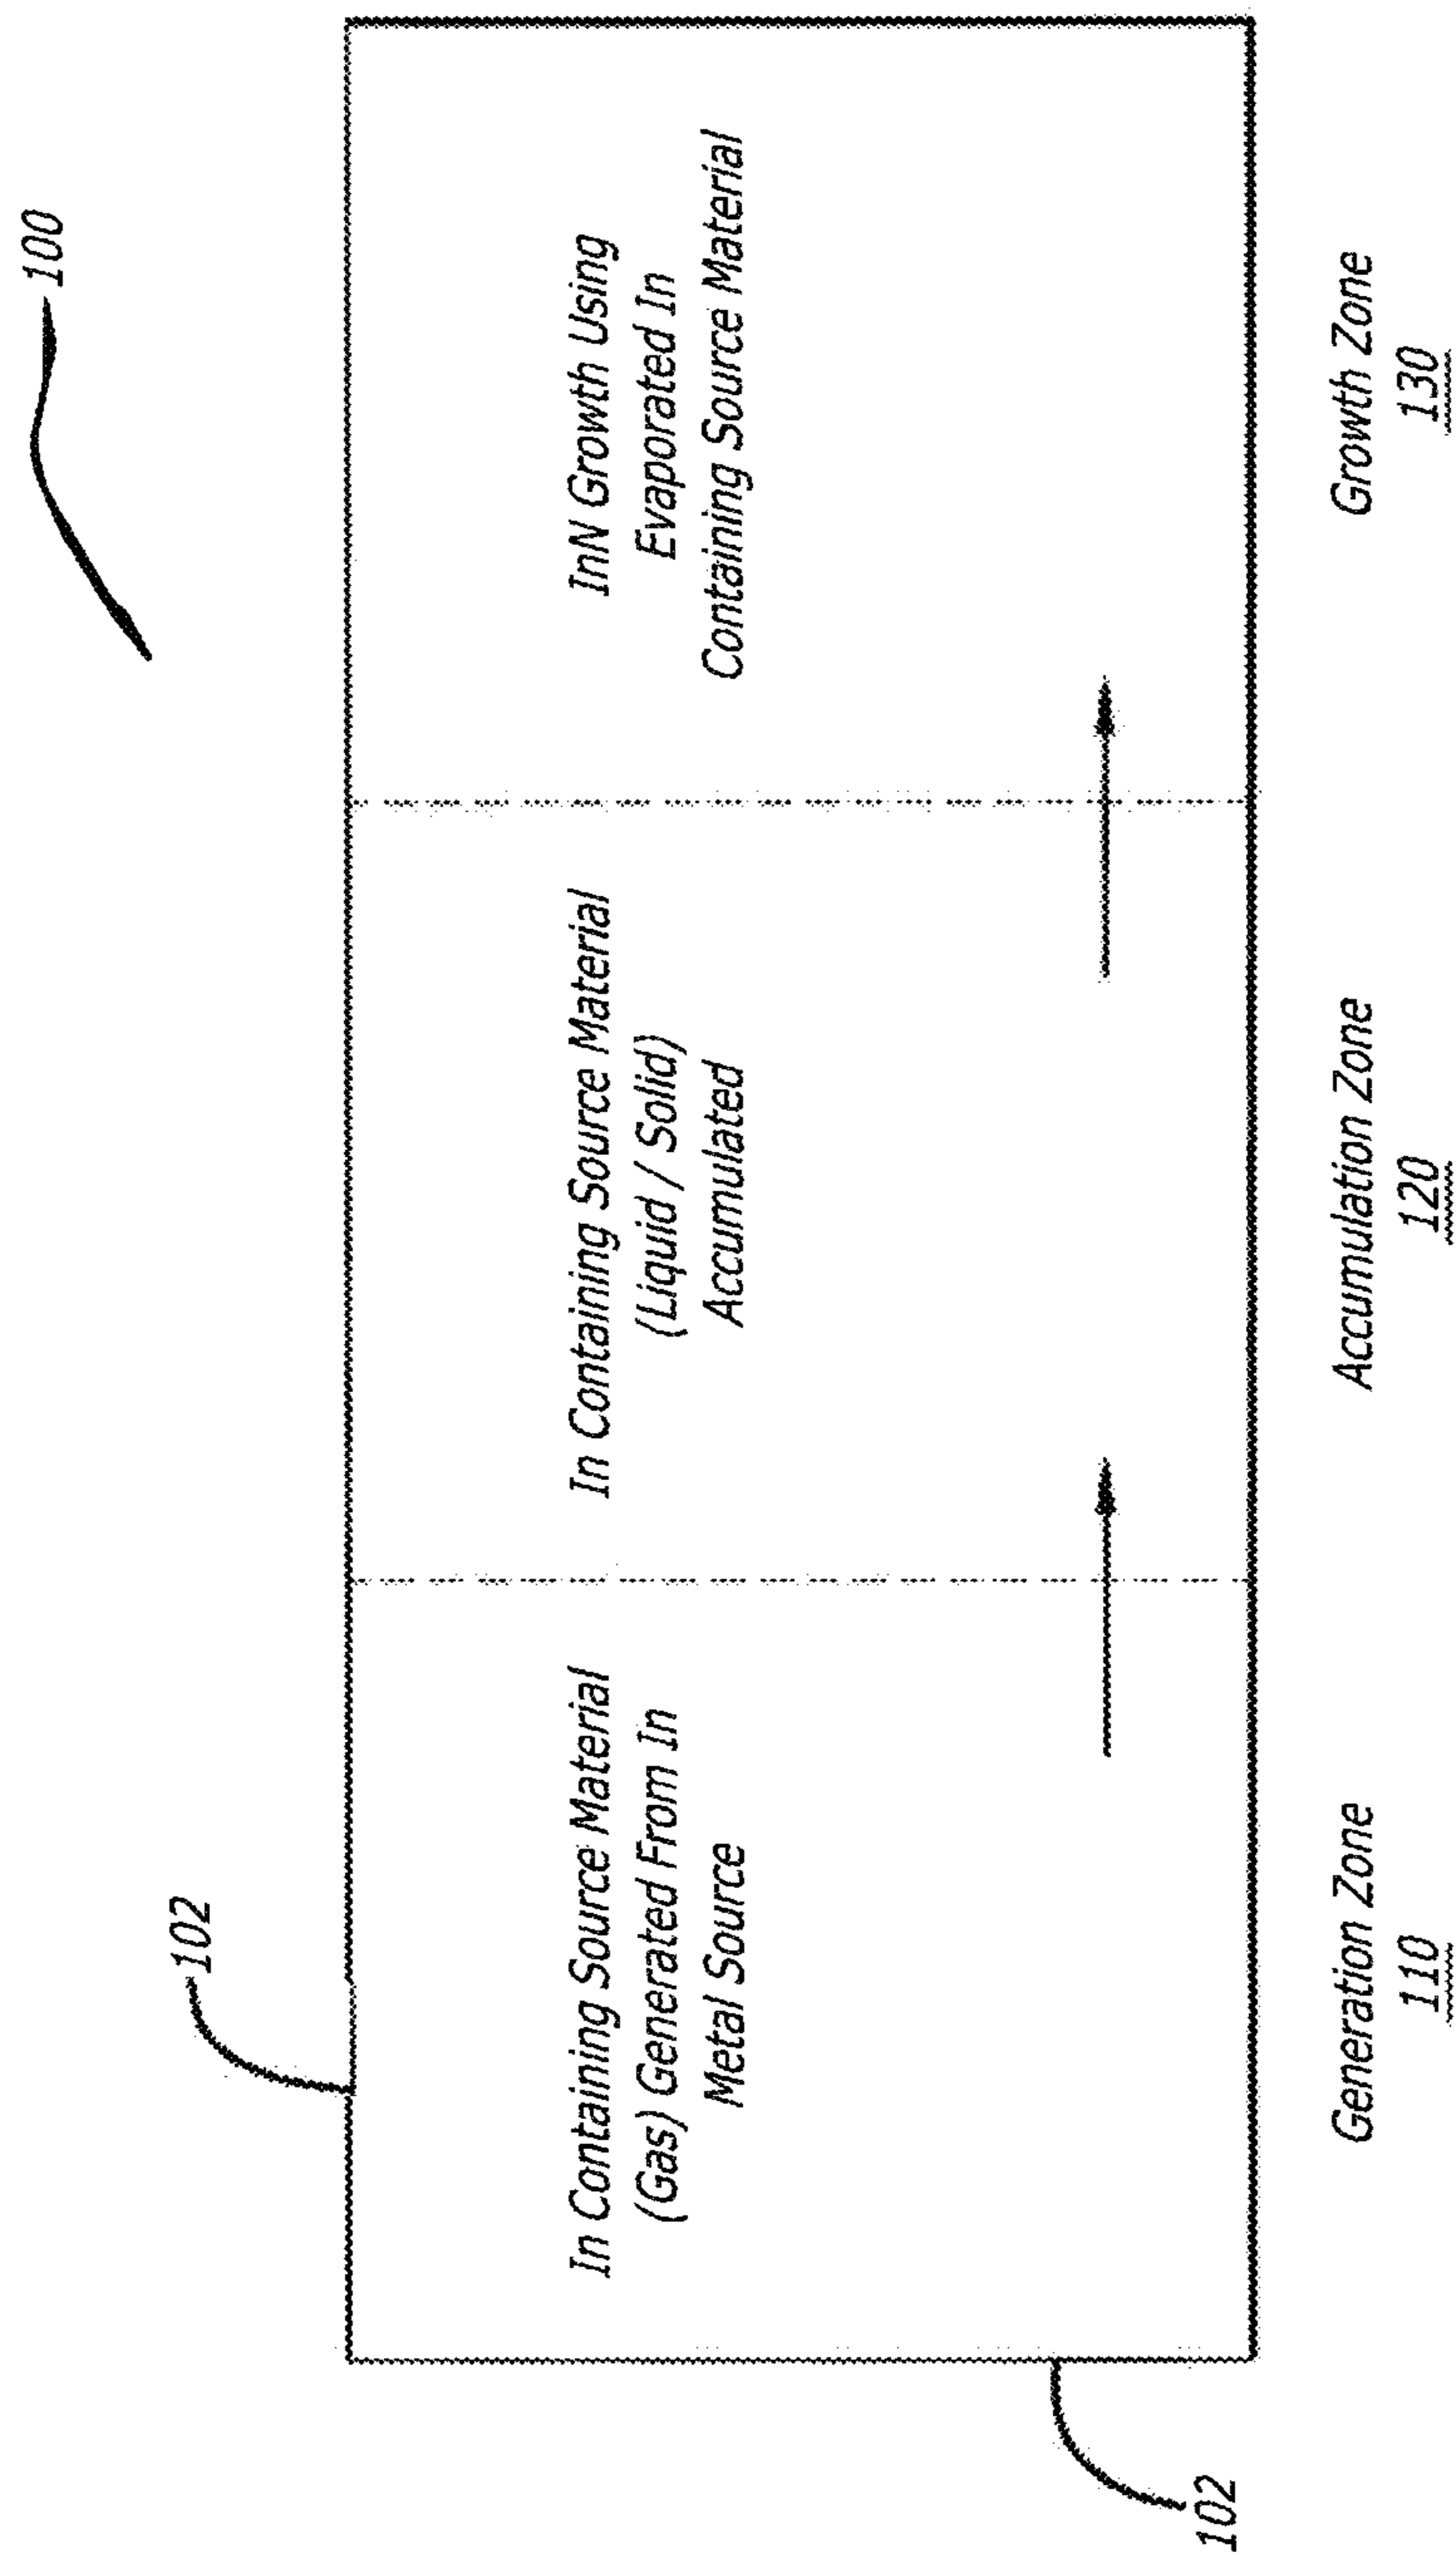 100
102
In Containing Source Material
(Gas) Generated From In
Metal Source
In Containing Source Material
(Liquid / Solid)
Accumulated
InN Growth Using
Evaporated In
Containing Source Material
102
Generation Zone
110
Accumulation Zone
120
Growth Zone
130